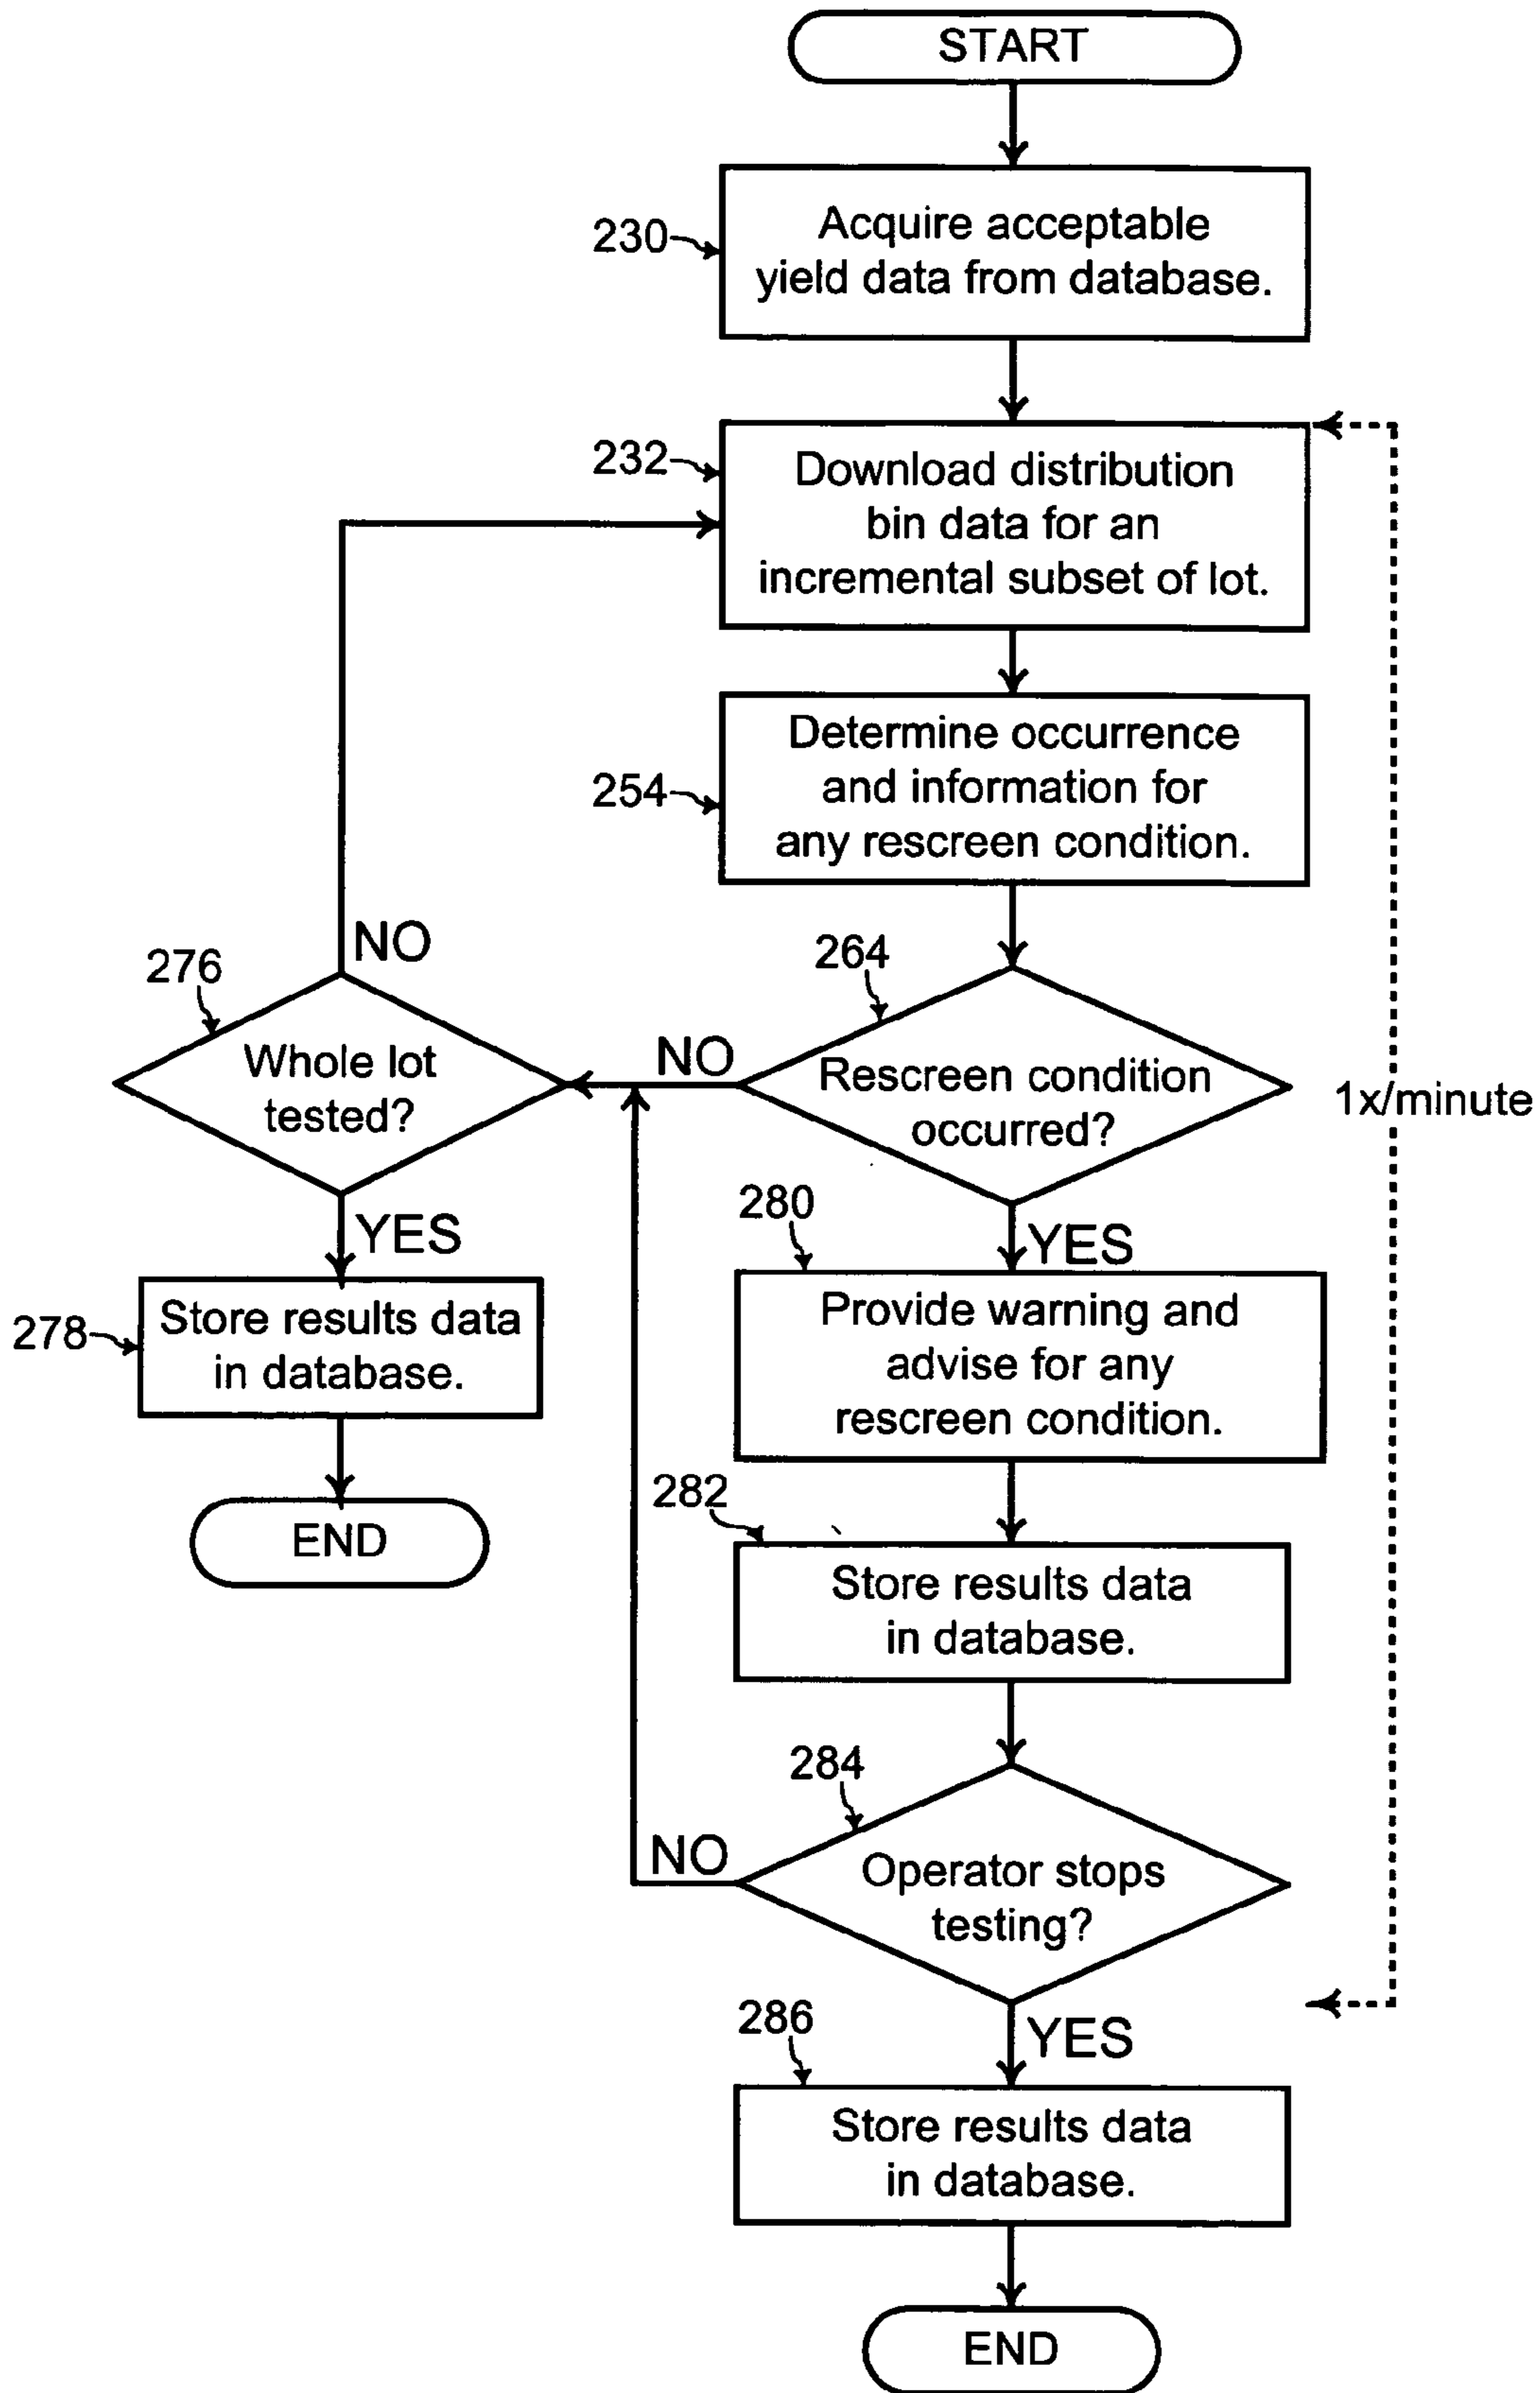 START
230
Acquire acceptable
yield data from database.
232
Download distribution
bin data for an
incremental subset of lot.
254
Determine occurrence
and information for
any rescreen condition.
264
Rescreen condition
occurred?
NO
276
Whole lot
tested?
NO
YES
278
Store results data
in database.
END
1x/minute
YES
280
Provide warning and
advise for any
rescreen condition.
282
Store results data
in database.
284
Operator stops
testing?
NO
YES
286
Store results data
in database.
END